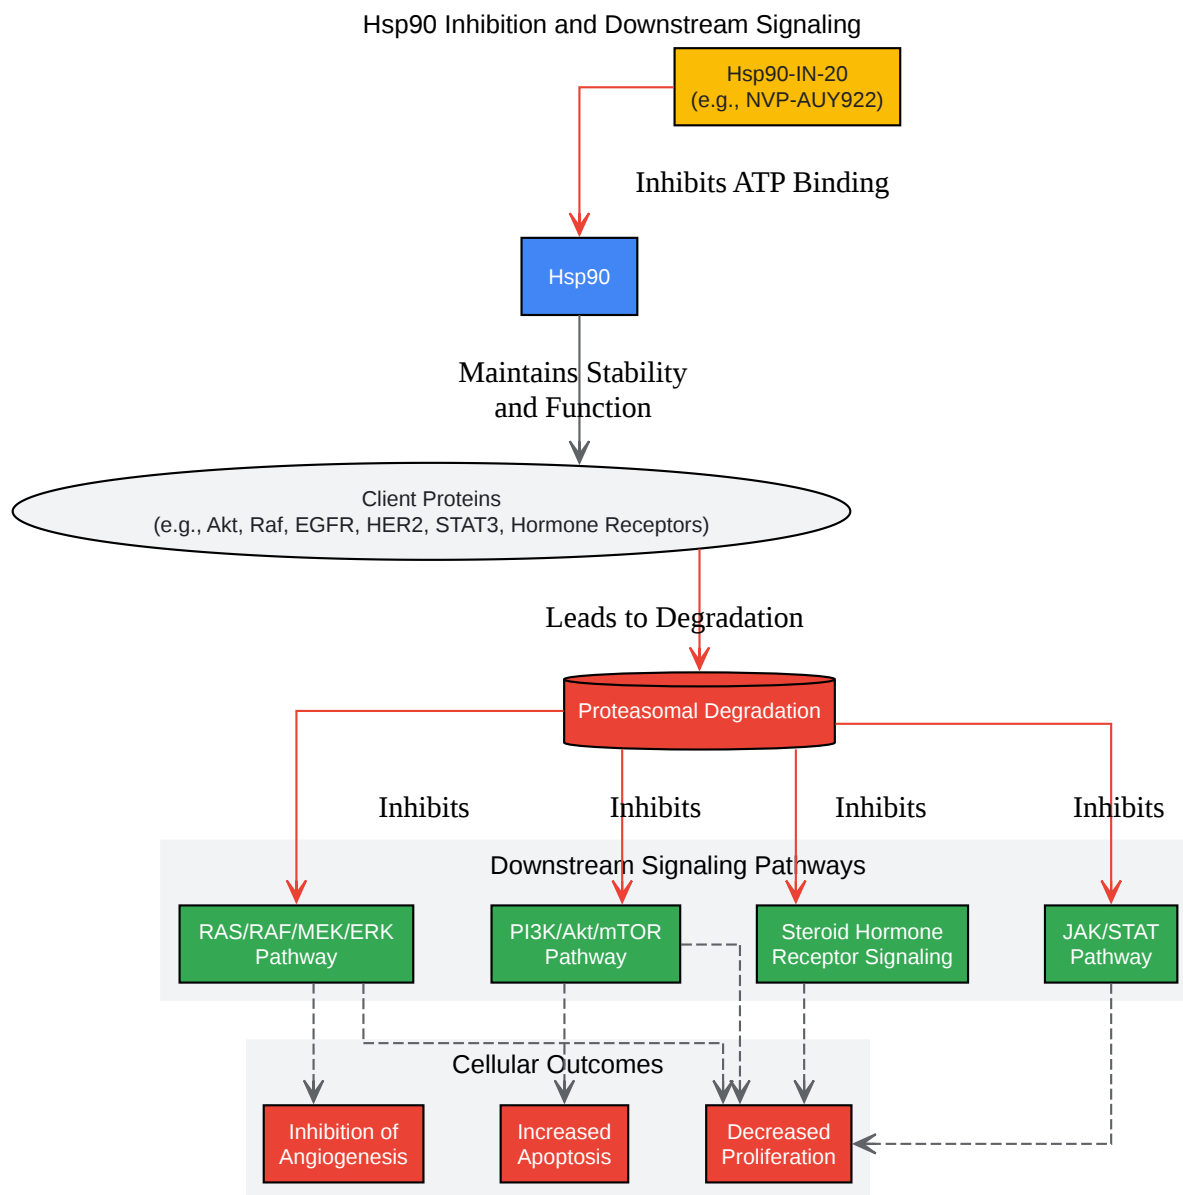 Hsp90 Inhibition and Downstream Signaling
Hsp90-IN-20
(e.g., NVP-AUY922)
Inhibits ATP Binding
Hsp90
Maintains Stability
and Function
Client Proteins
(e.g., Akt, Raf, EGFR, HER2, STAT3, Hormone Receptors)
Leads to Degradation
Proteasomal Degradation
Inhibits
Inhibits
Inhibits
Inhibits
Downstream Signaling Pathways
RAS/RAF/MEK/ERK
Pathway
PI3K/Akt/mTOR
Pathway
Steroid Hormone
Receptor Signaling
JAK/STAT
Pathway
Cellular Outcomes
Inhibition of
Angiogenesis
Increased
Apoptosis
Decreased
Proliferation